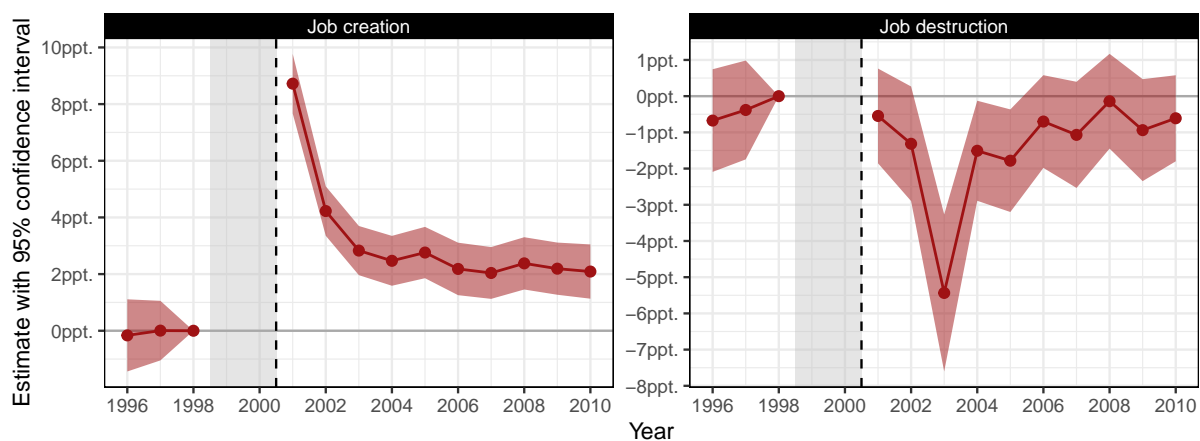 Job creation
Job destruction
Estimate with 95% confidence interval
10ppt.
8ppt.
6ppt.
4ppt.
2ppt.
0ppt.
1996 1998 2000 2002 2004 2006 2008 2010
1ppt.
0ppt.
−1ppt.
−2ppt.
−3ppt.
−4ppt.
−5ppt.
−6ppt.
−7ppt.
−8ppt.
1996 1998 2000 2002 2004 2006 2008 2010
Year